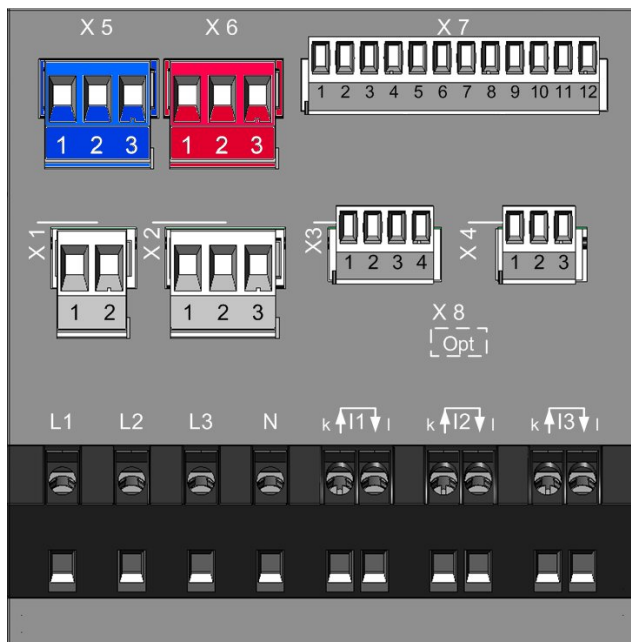 X 5 X 6 X 7
1 2 3 1 2 3 1 2 3 4 5 6 7 8 9 10 11 12
X 1 X 2 X3 X 4
1 2 1 2 3 1 2 3 4 1 2 3
X 8
Opt
L1 L2 L3 N k I1 l k I2 l k I3 l